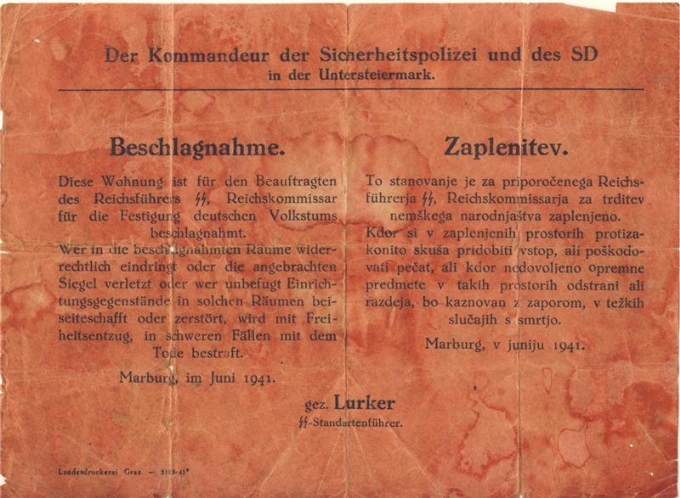 Der Kommandeur der Sicherheitspolizei und des SD
in der Untersteiermark.
Beschlagnahme.
Diese Wohnung ist für den Beauftragten
des Reichsführers ᛋᛋ, Reichskommissar
für die Festigung deutschen Volkstums
beschlagnahmt.
Wer in die beschlagnahmten Räume wider-
rechtlich eindringt oder die angebrachten
Siegel verletzt oder wer unbefugt Einrich-
tungsgegenstände in solchen Räumen bei-
seiteschafft oder zerstört, wird mit Frei-
heitsentzug, in schweren Fällen mit dem
Tode bestraft.
Marburg, im Juni 1941.
Zaplenitev.
To stanovanje je za priporočenega Reichs-
führerja ᛋᛋ, Reichskommissarja za trditev
nemškega narodnjaštva zaplenjeno.
Kdor si v zaplenjenih prostorih protiza-
konito skuša pridobiti vstop, ali poškodo-
vati pečat, ali kdor nedovoljeno opremne
predmete v takih prostorih odstrani ali
razdeja, bo kaznovan z zaporom, v težkih
slučajih s smrtjo.
Marburg, v juniju 1941.
gez. Lurker
ᛋᛋ-Standartenführer.
Landesdruckerei Graz. —